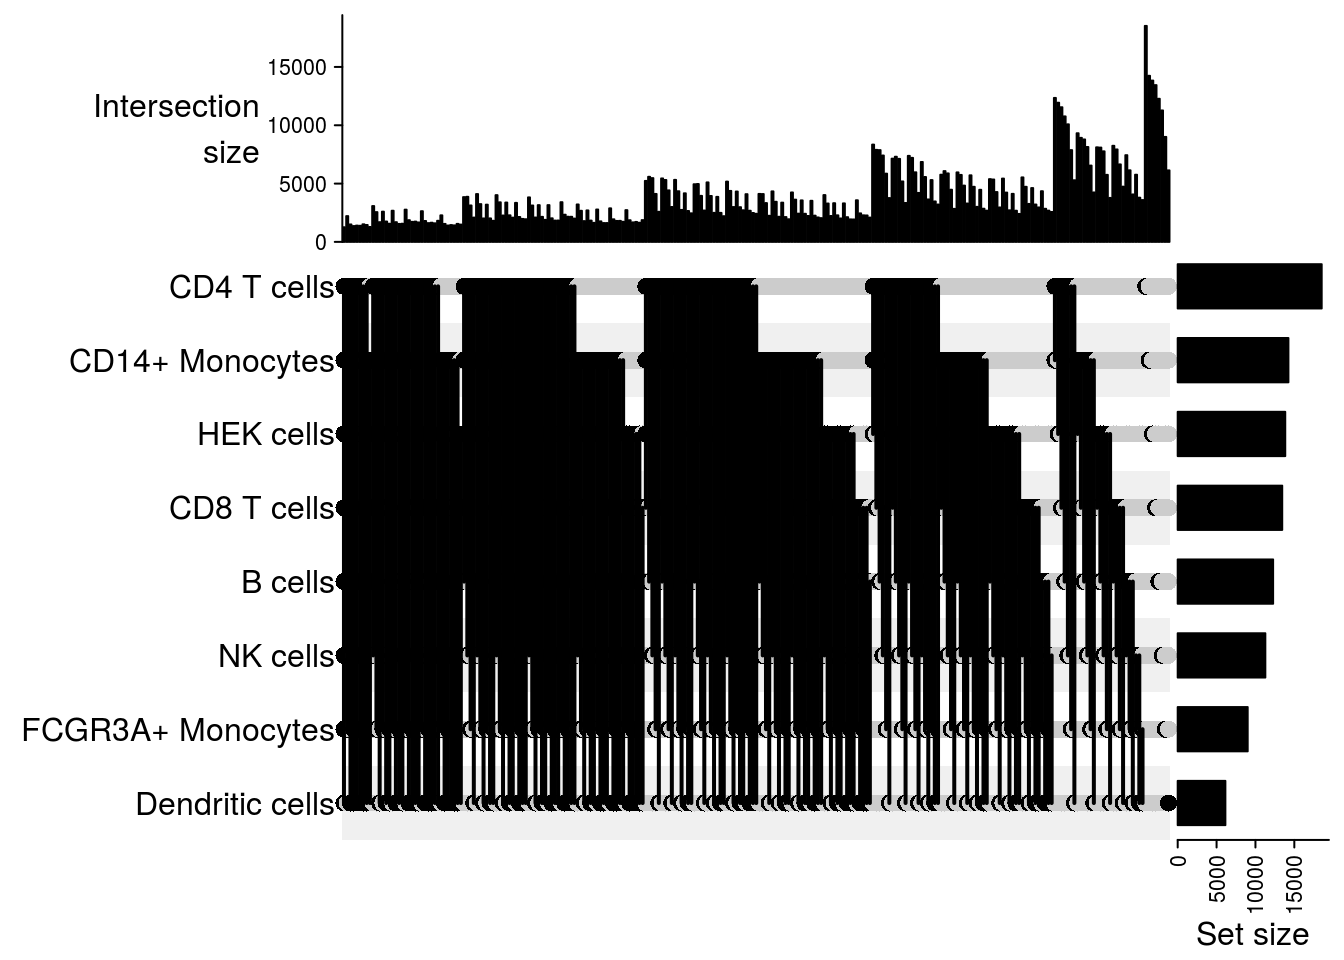 Intersection
size
15000
10000
5000
0
CD4 T cells
CD14+ Monocytes
HEK cells
CD8 T cells
B cells
NK cells
FCGR3A+ Monocytes
Dendritic cells
0
5000
10000
15000
Set size